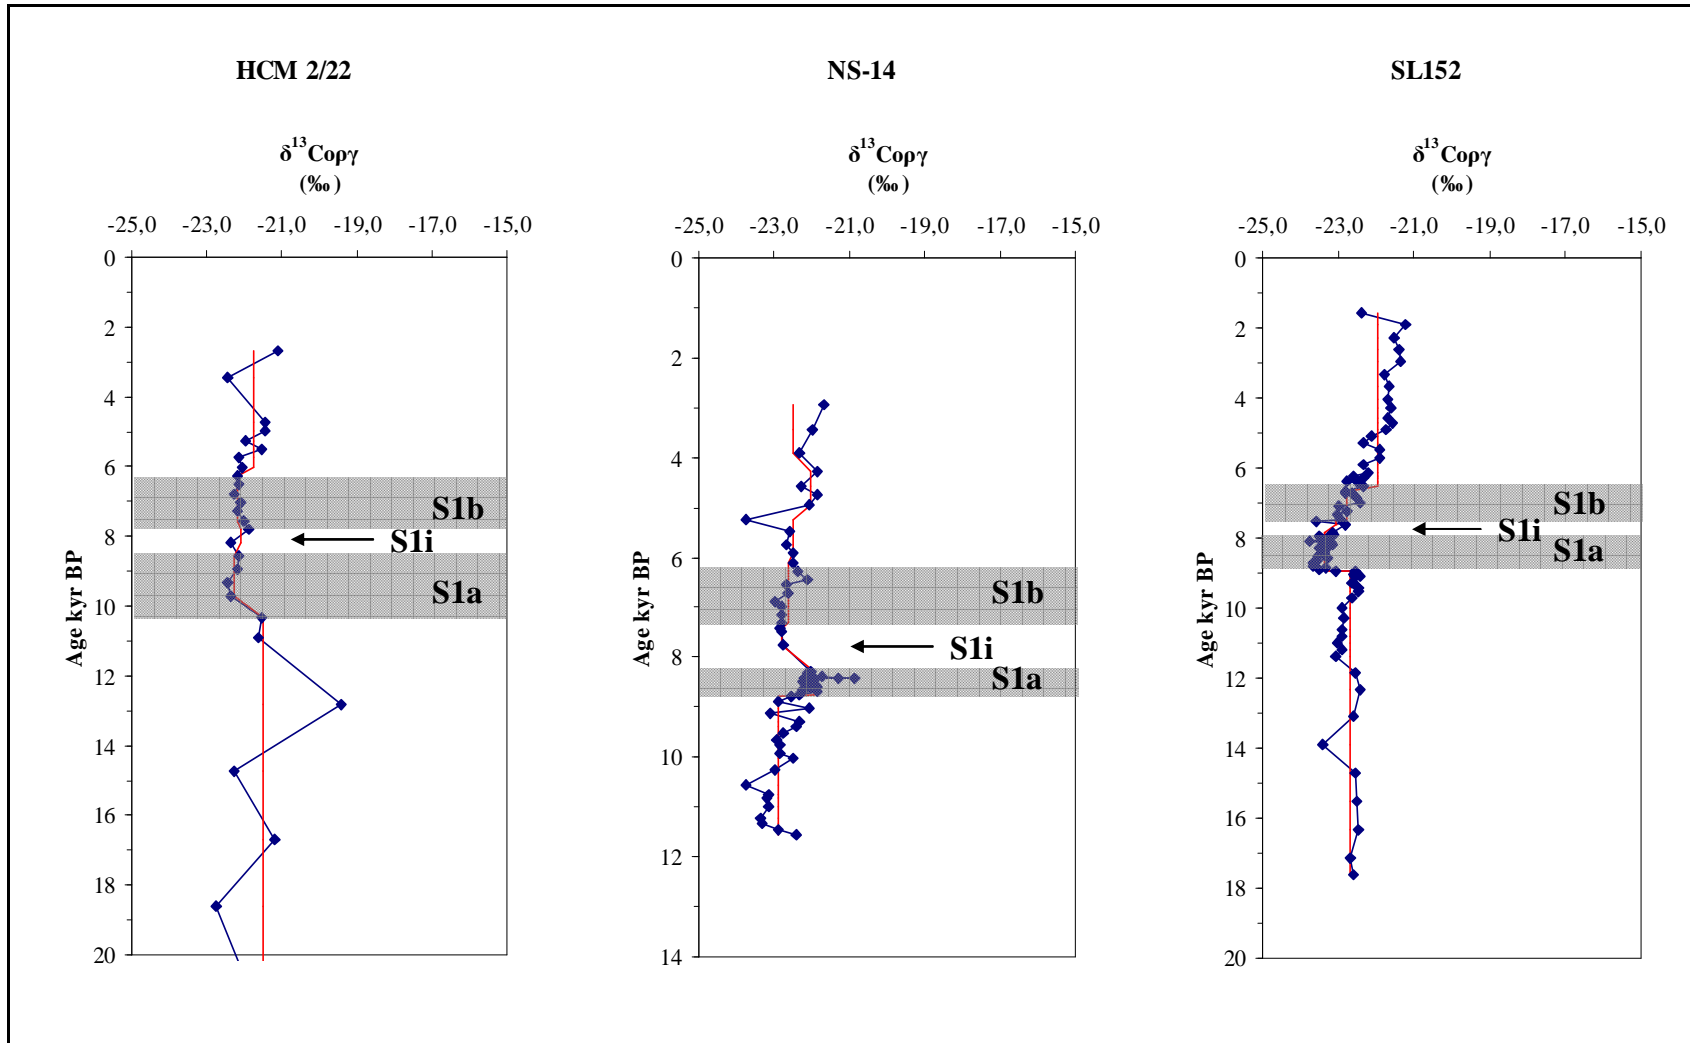 HCM 2/22
δ13Cοργ
(‰)
-25,0 -23,0 -21,0 -19,0 -17,0 -15,0
0
2
4
6
8
10
12
14
16
18
20
Age kyr BP
S1b
S1i
S1a
NS-14
δ13Cοργ
(‰)
-25,0 -23,0 -21,0 -19,0 -17,0 -15,0
0
2
4
6
8
10
12
14
Age kyr BP
S1b
S1i
S1a
SL152
δ13Cοργ
(‰)
-25,0 -23,0 -21,0 -19,0 -17,0 -15,0
0
2
4
6
8
10
12
14
16
18
20
Age kyr BP
S1b
S1i
S1a